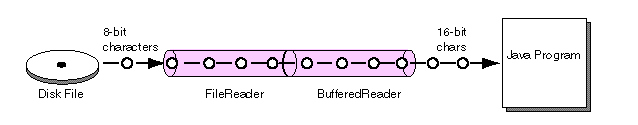 8-bit
characters
16-bit
chars
Java Program
Disk File
FileReader
BufferedReader